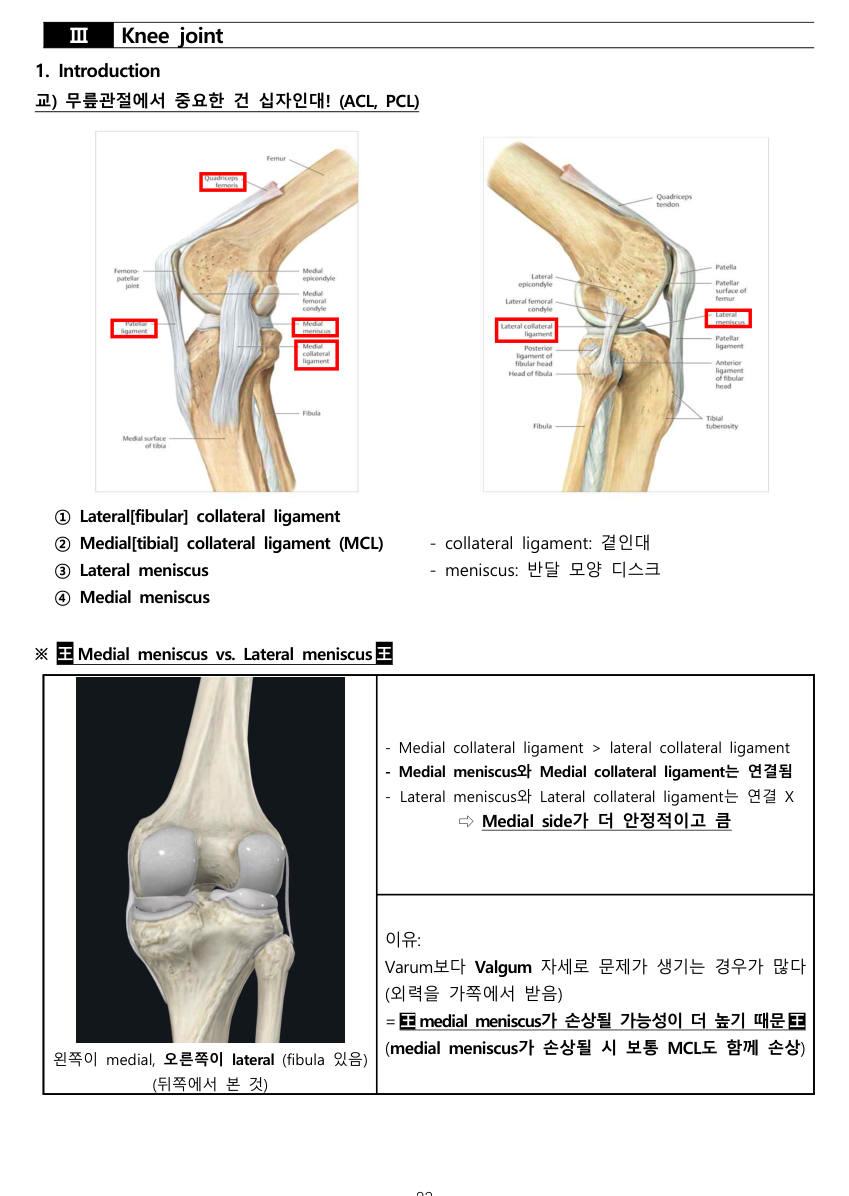 Ⅲ Knee joint
1. Introduction
교) 무릎관절에서 중요한 건 십자인대! (ACL, PCL)
Femur
Quadriceps
femoris
Femoro-
patellar
joint
Medial
epicondyle
Medial
femoral
condyle
Patellar
ligament
Medial
meniscus
Medial
collateral
ligament
Fibula
Medial surface
of tibia
Quadriceps
tendon
Lateral
epicondyle
Patella
Patellar
surface of
femur
Lateral femoral
condyle
Lateral
meniscus
Lateral collateral
ligament
Patellar
ligament
Posterior
ligament of
fibular head
Anterior
ligament
of fibular
head
Head of fibula
Fibula
Tibial
tuberosity
① Lateral[fibular] collateral ligament
② Medial[tibial] collateral ligament (MCL) - collateral ligament: 곁인대
③ Lateral meniscus - meniscus: 반달 모양 디스크
④ Medial meniscus
※ 王 Medial meniscus vs. Lateral meniscus 王
왼쪽이 medial, 오른쪽이 lateral (fibula 있음)
(뒤쪽에서 본 것)
- Medial collateral ligament > lateral collateral ligament
- Medial meniscus와 Medial collateral ligament는 연결됨
- Lateral meniscus와 Lateral collateral ligament는 연결 X
⇨ Medial side가 더 안정적이고 큼
이유:
Varum보다 Valgum 자세로 문제가 생기는 경우가 많다
(외력을 가쪽에서 받음)
= 王 medial meniscus가 손상될 가능성이 더 높기 때문 王
(medial meniscus가 손상될 시 보통 MCL도 함께 손상)